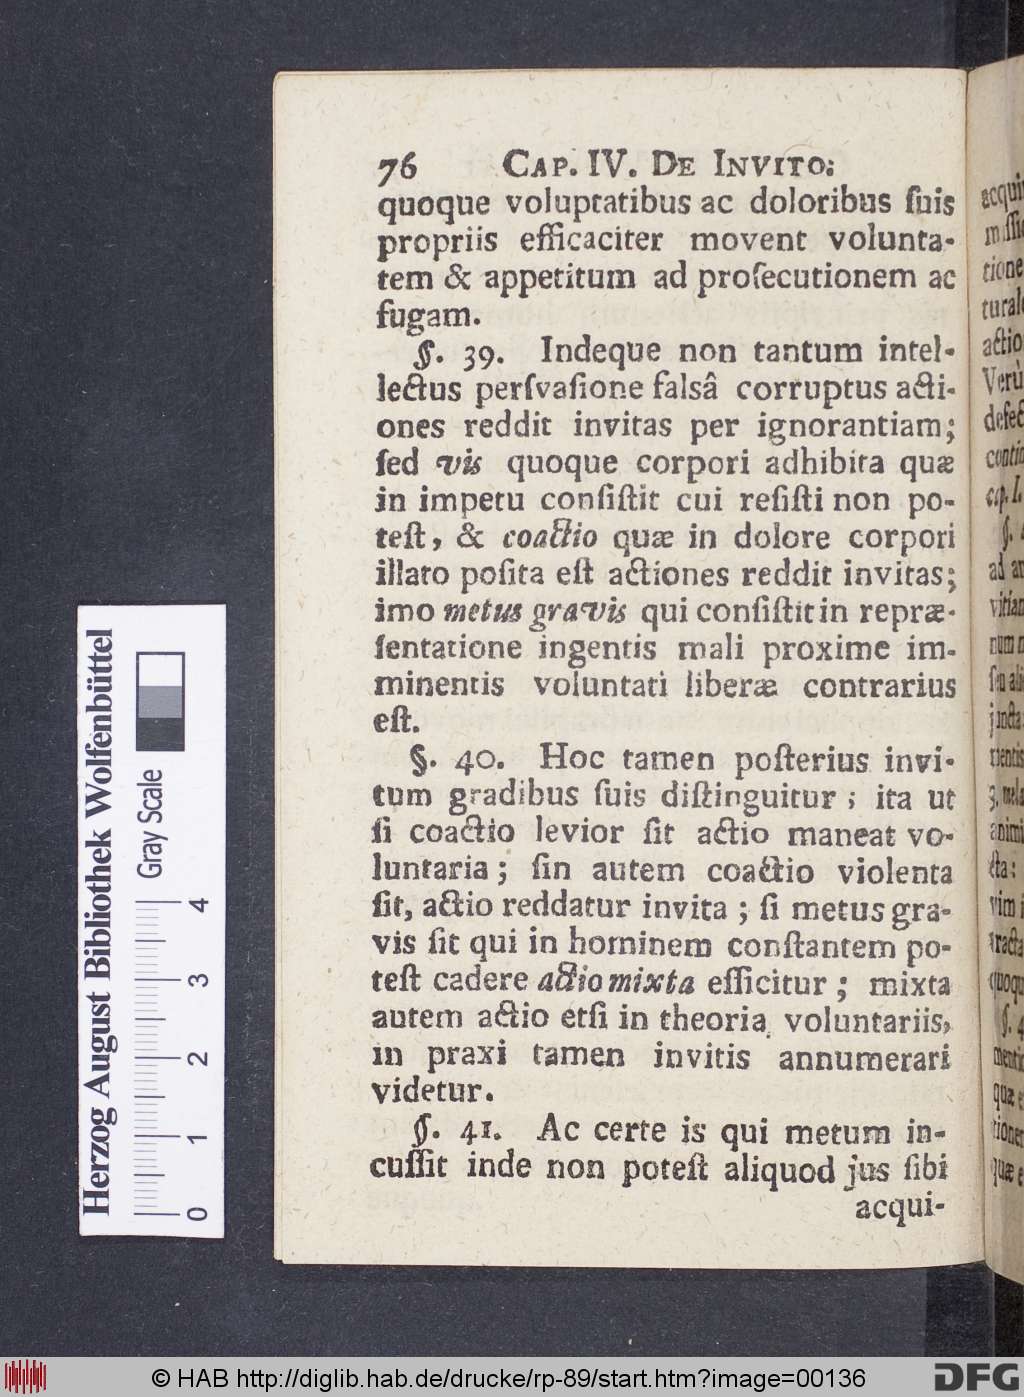 76 CAP. IV. DE INVITO:
quoque voluptatibus ac doloribus ſuis
propriis efficaciter movent volunta-
tem & appetitum ad proſecutionem ac
fugam.
§. 39. Indeque non tantum intel-
lectus perſvaſione falsâ corruptus acti-
ones reddit invitas per ignorantiam;
ſed vis quoque corpori adhibita quæ
in impetu conſiſtit cui reſiſti non po-
teſt, & coactio quæ in dolore corpori
illato poſita eſt actiones reddit invitas;
imo metus gravis qui conſiſtit in repræ-
ſentatione ingentis mali proxime im-
minentis voluntati liberæ contrarius
eſt.
§. 40. Hoc tamen poſterius invi-
tum gradibus ſuis diſtinguitur; ita ut
ſi coactio levior ſit actio maneat vo-
luntaria; ſin autem coactio violenta
ſit, actio reddatur invita; ſi metus gra-
vis ſit qui in hominem conſtantem po-
teſt cadere actio mixta efficitur; mixta
autem actio etſi in theoria voluntariis,
in praxi tamen invitis annumerari
videtur.
§. 41. Ac certe is qui metum in-
cuſſit inde non poteſt aliquod jus ſibi
acqui-
Herzog August Bibliothek Wolfenbüttel
Gray Scale
0 1 2 3 4
© HAB http://diglib.hab.de/drucke/rp-89/start.htm?image=00136
DFG